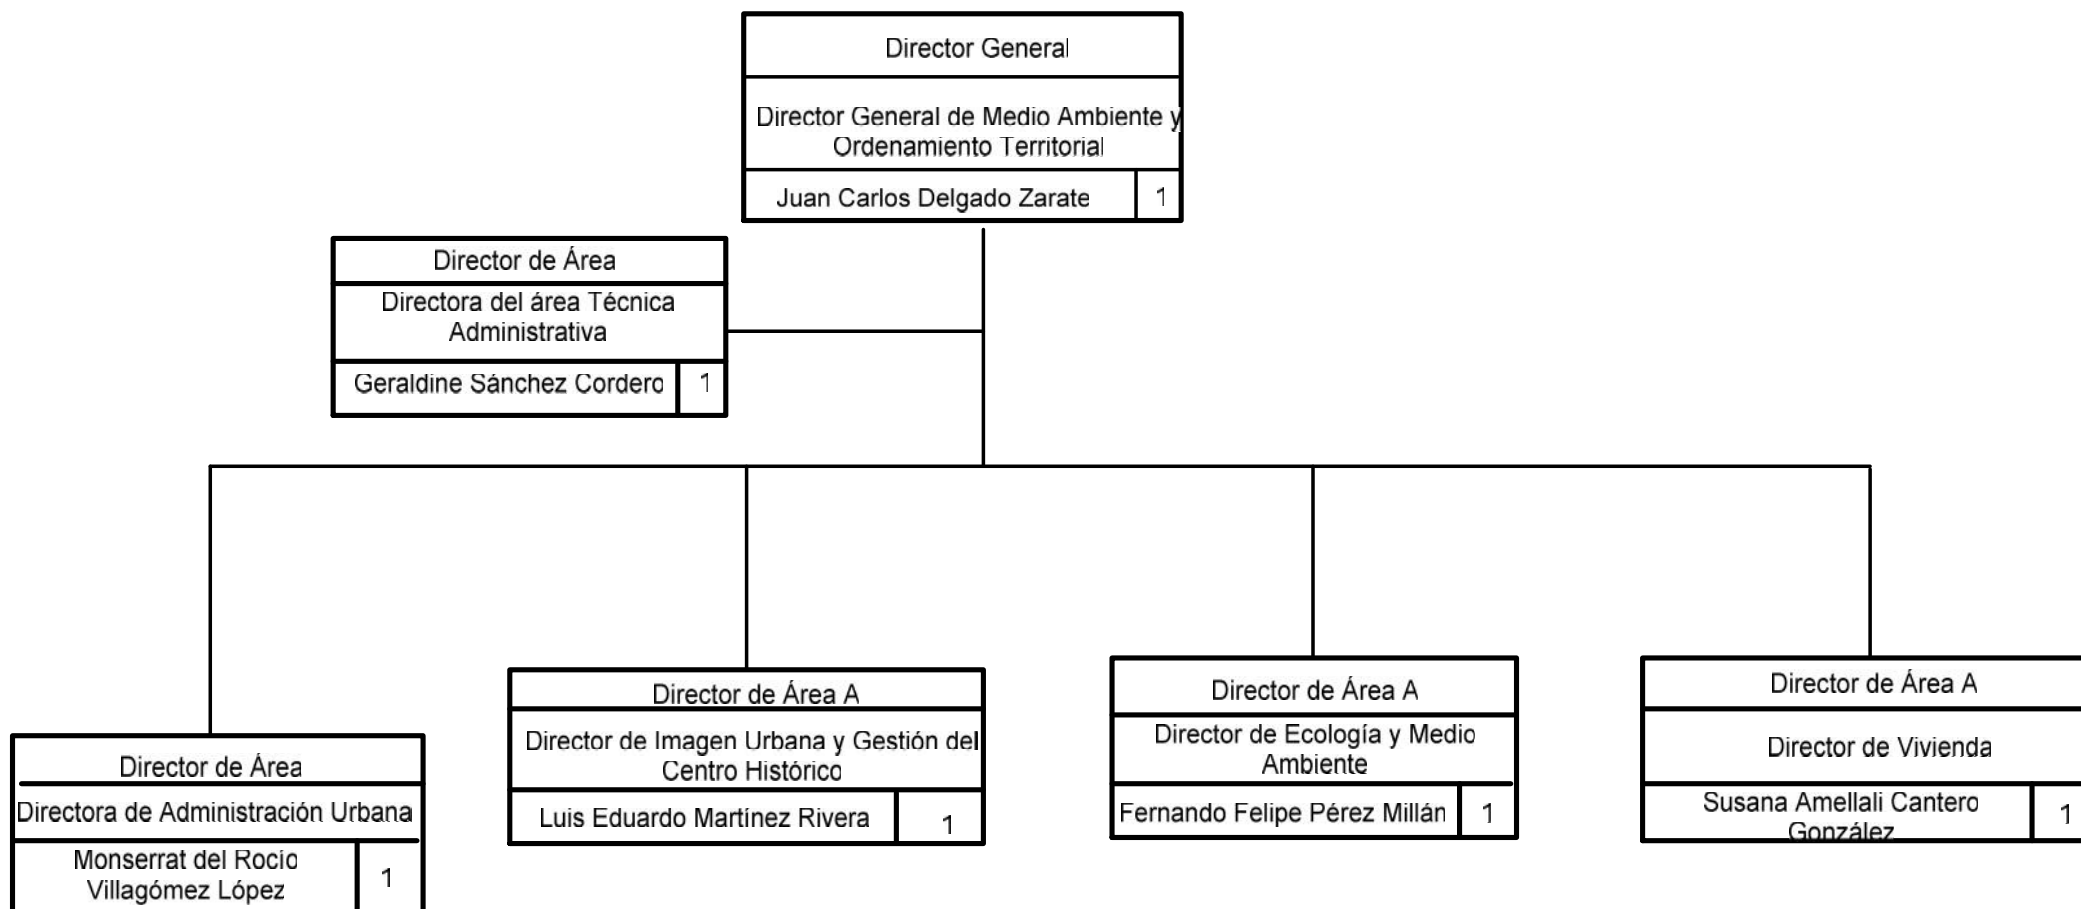 Director General
Director General de Medio Ambiente y
Ordenamiento Territorial
Juan Carlos Delgado Zarate
1
Director de Área
Directora del área Técnica
Administrativa
Geraldine Sánchez Cordero
1
Director de Área
Directora de Administración Urbana
Monserrat del Rocío
Villagómez López
1
Director de Área A
Director de Imagen Urbana y Gestión del
Centro Histórico
Luis Eduardo Martínez Rivera
1
Director de Área A
Director de Ecología y Medio
Ambiente
Fernando Felipe Pérez Millán
1
Director de Área A
Director de Vivienda
Susana Amellali Cantero
González
1